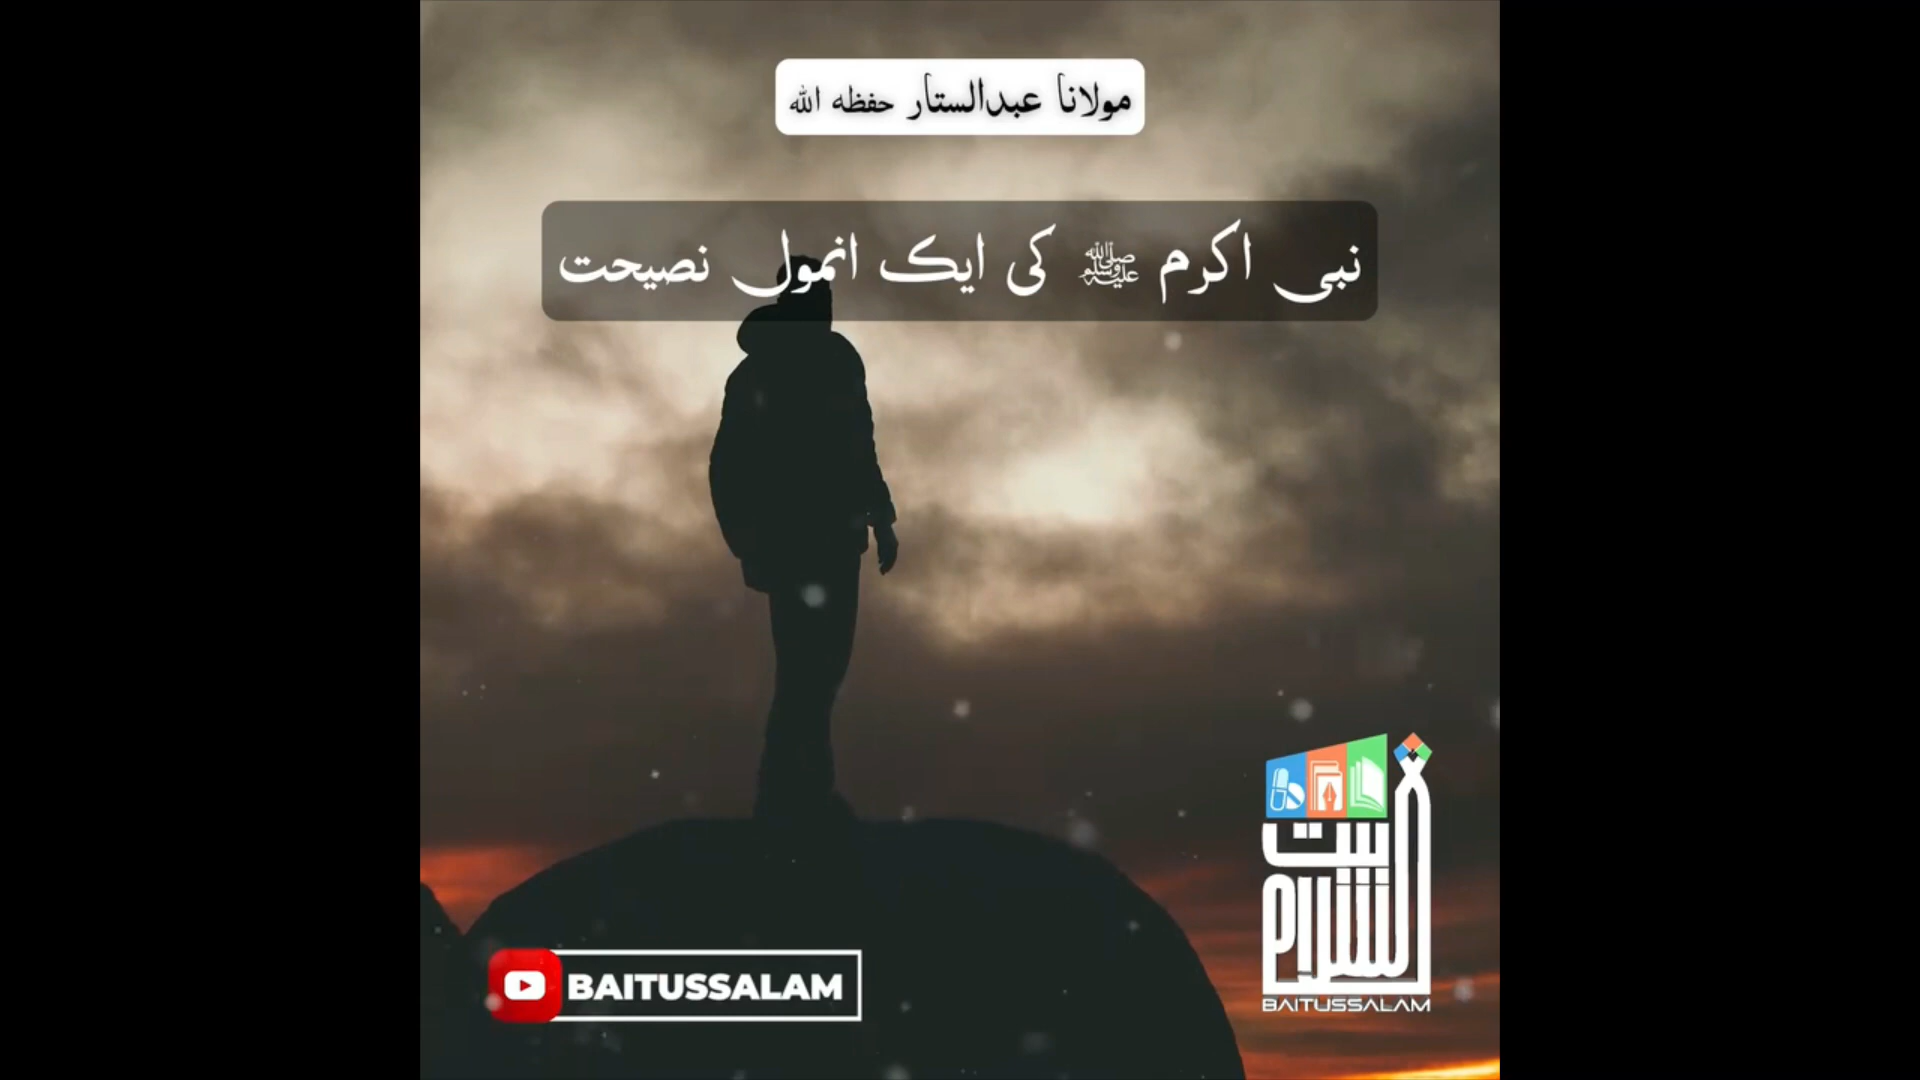 مولانا عبدالستار حفظہ اللہ
نبی اکرم ﷺ کی ایک انمول نصیحت
بیت السلام
BAITUSSALAM
BAITUSSALAM